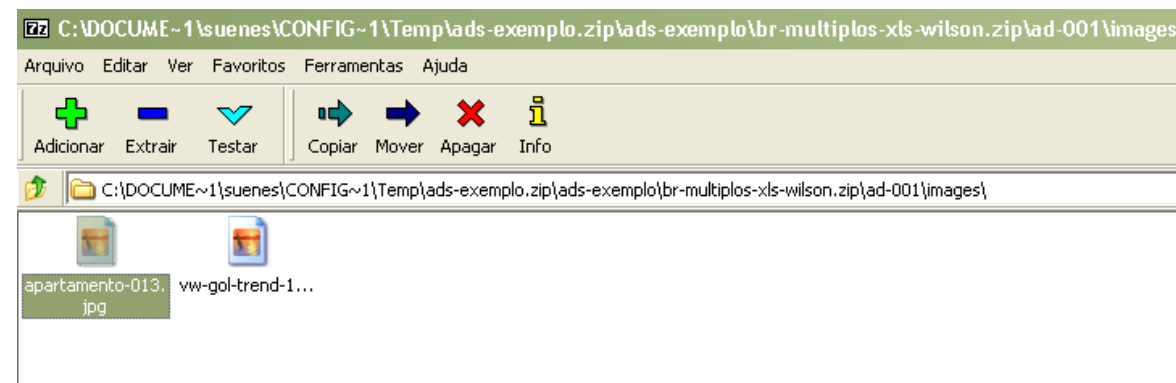 7z C:\DOCUME~1\suenes\CONFIG~1\Temp\ads-exemplo.zip\ads-exemplo\br-multiplos-xls-wilson.zip\ad-001\images
Arquivo Editar Ver Favoritos Ferramentas Ajuda
Adicionar Extrair Testar Copiar Mover Apagar Info
C:\DOCUME~1\suenes\CONFIG~1\Temp\ads-exemplo.zip\ads-exemplo\br-multiplos-xls-wilson.zip\ad-001\images\
apartamento-013. vw-gol-trend-1...
jpg